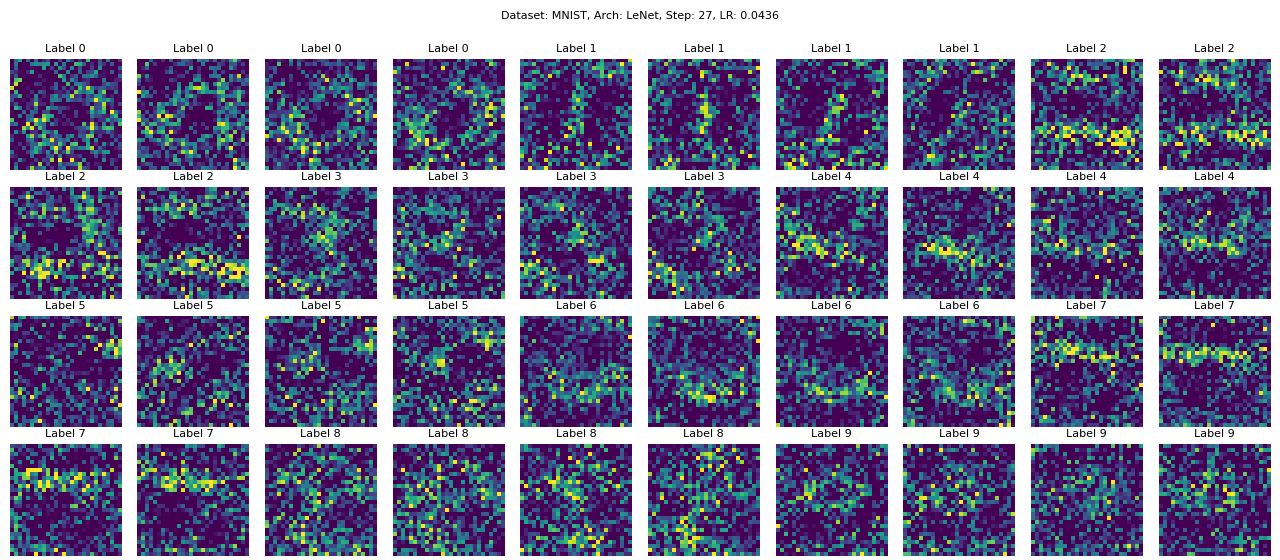 Dataset: MNIST, Arch: LeNet, Step: 27, LR: 0.0436
Label 0 Label 0 Label 0 Label 0 Label 1 Label 1 Label 1 Label 1 Label 2 Label 2
Label 2 Label 2 Label 3 Label 3 Label 3 Label 3 Label 4 Label 4 Label 4 Label 4
Label 5 Label 5 Label 5 Label 5 Label 6 Label 6 Label 6 Label 6 Label 7 Label 7
Label 7 Label 7 Label 8 Label 8 Label 8 Label 8 Label 9 Label 9 Label 9 Label 9